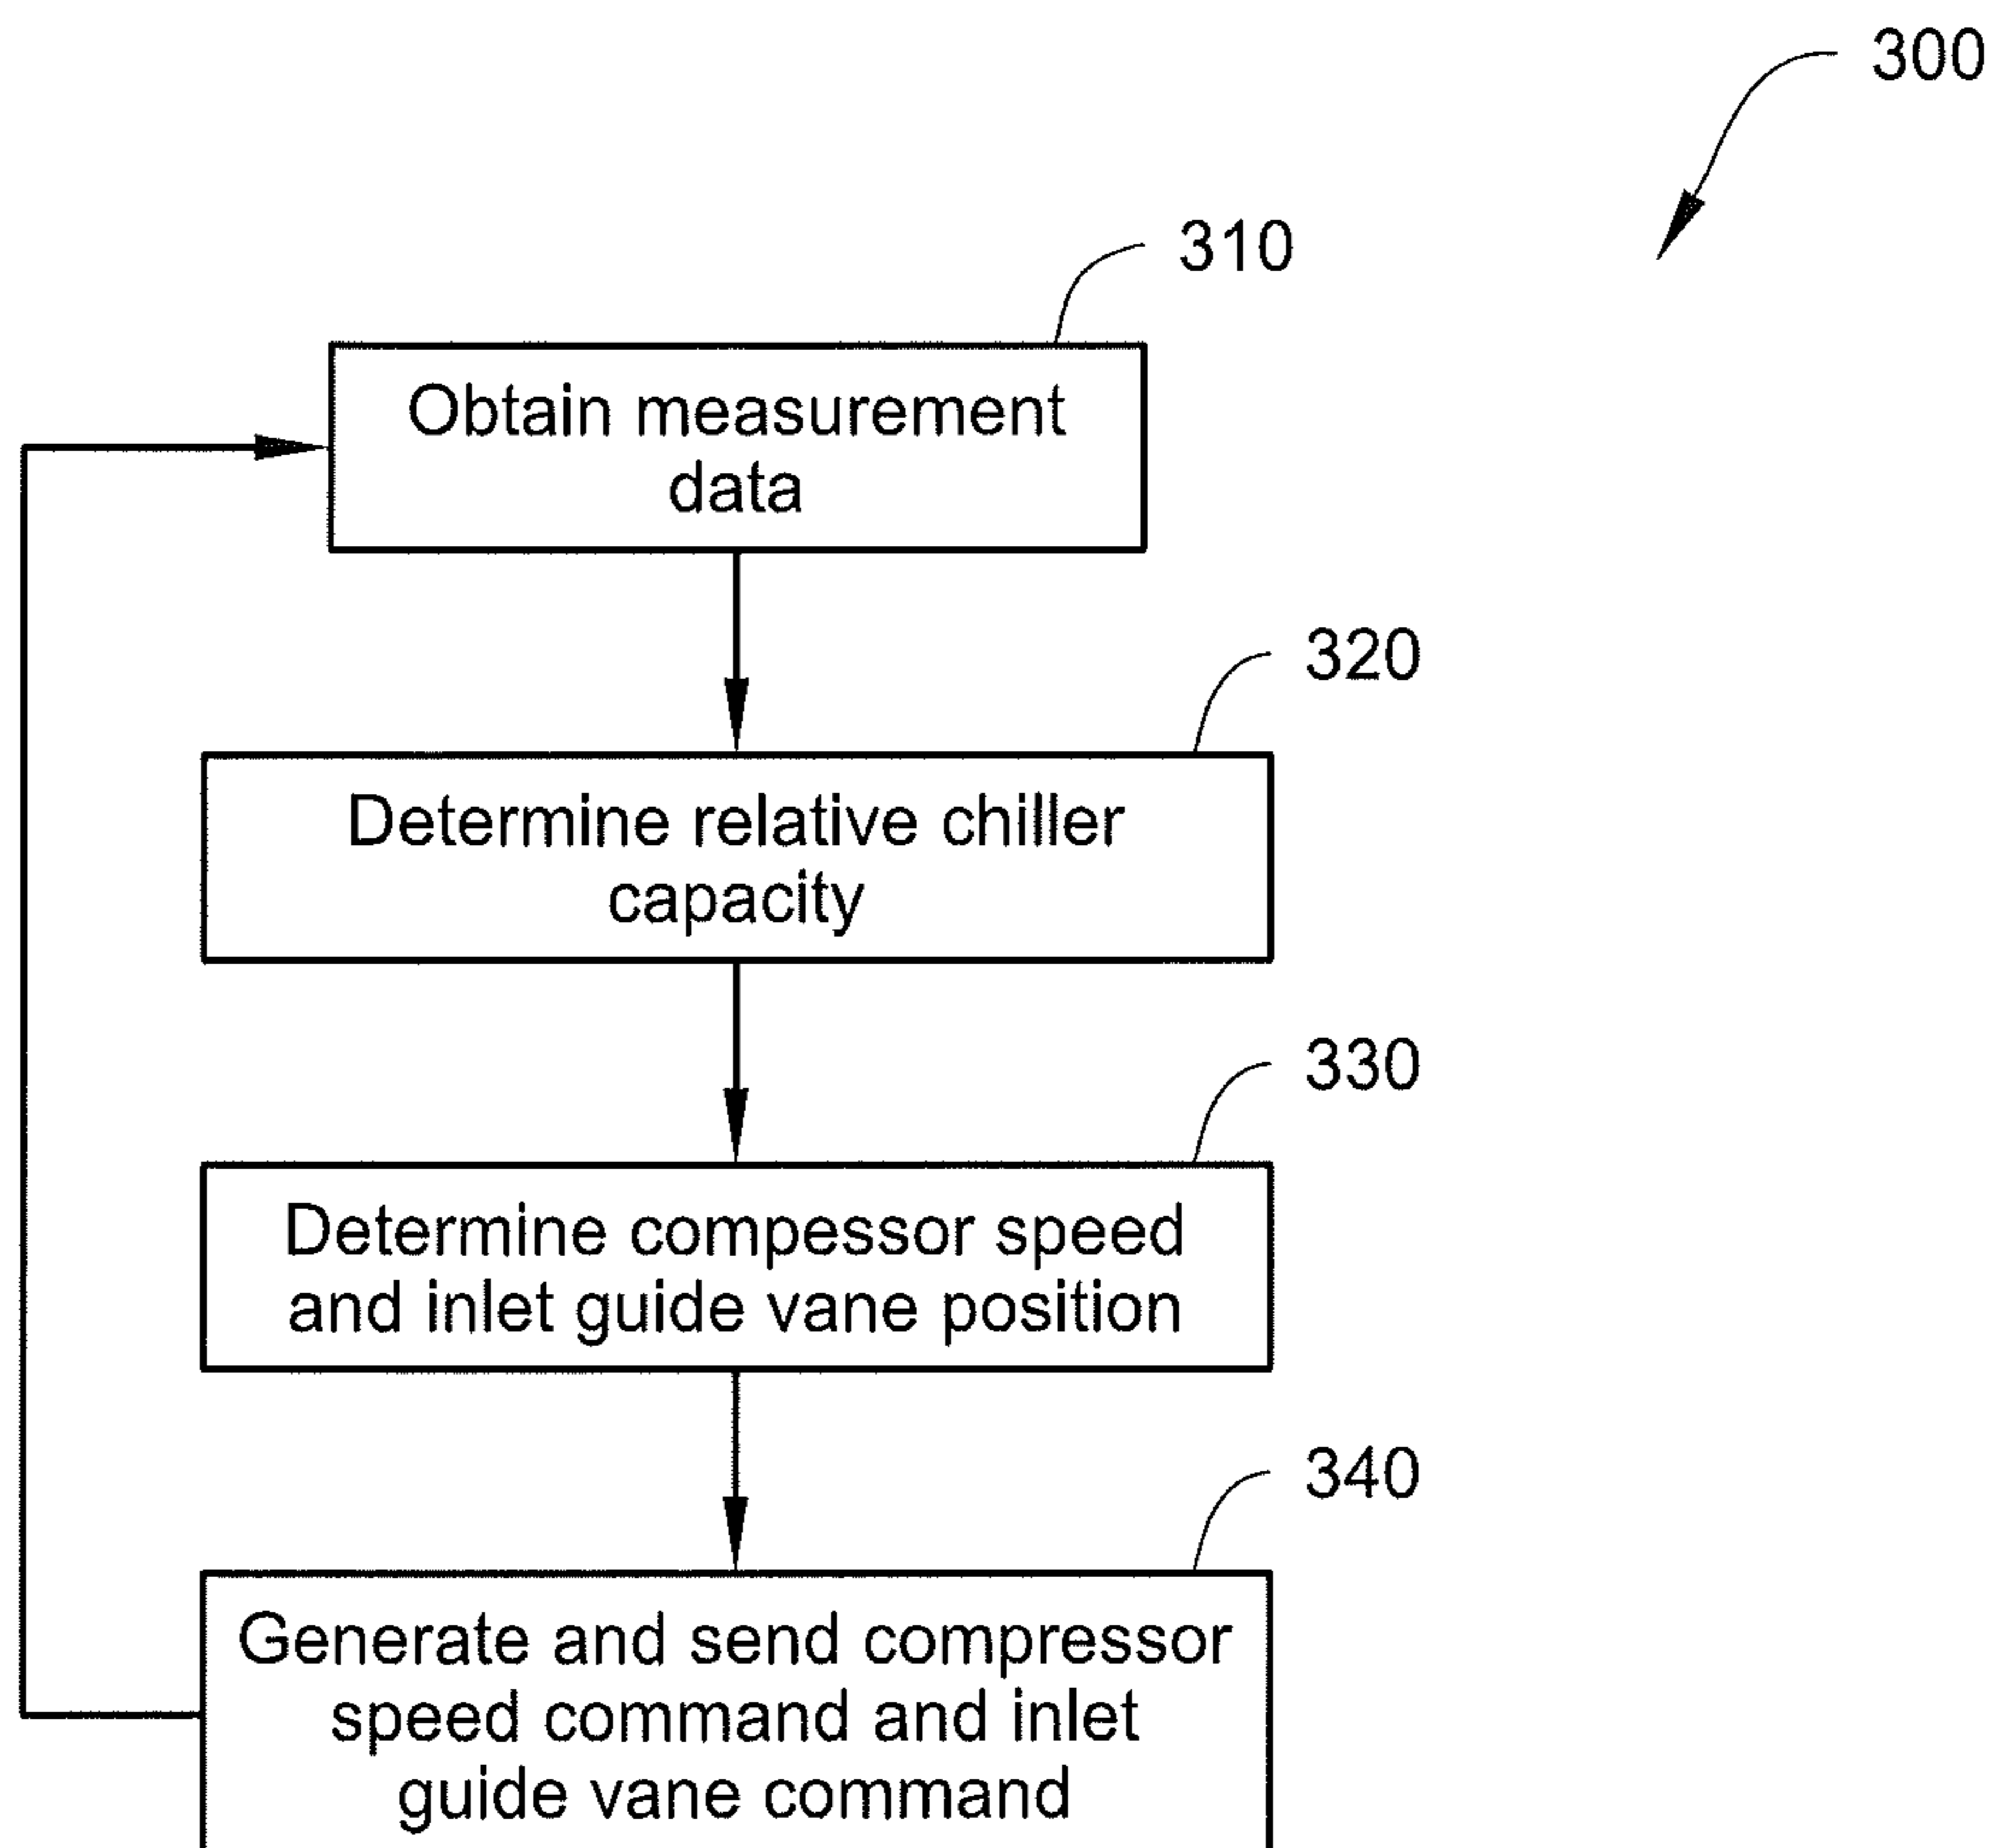 300
310
Obtain measurement
data
320
Determine relative chiller
capacity
330
Determine compessor speed
and inlet guide vane position
340
Generate and send compressor
speed command and inlet
guide vane command